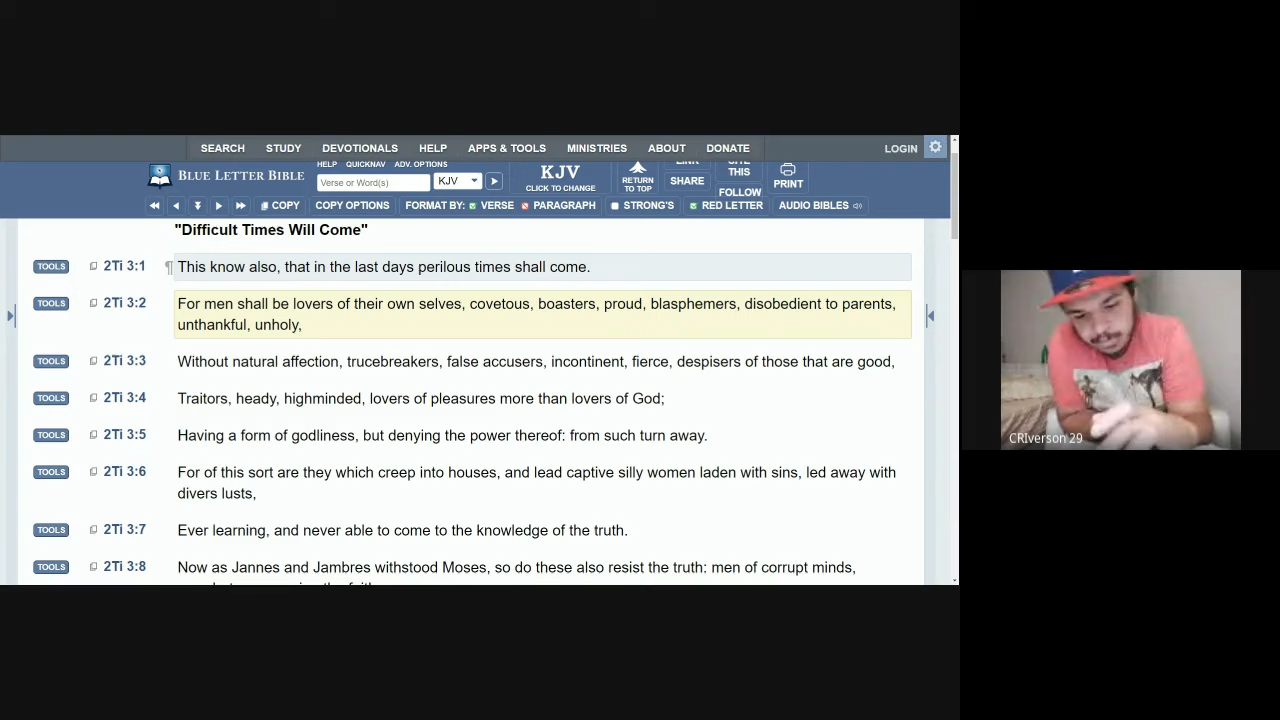 SEARCH STUDY DEVOTIONALS HELP APPS & TOOLS MINISTRIES ABOUT DONATE LOGIN
HELP QUICKNAV ADV. OPTIONS
BLUE LETTER BIBLE
Verse or Word(s) KJV
KJV
CLICK TO CHANGE
RETURN
TO TOP
LINK
SHARE
CITE
THIS
FOLLOW
PRINT
COPY COPY OPTIONS FORMAT BY: VERSE PARAGRAPH STRONG'S RED LETTER AUDIO BIBLES
"Difficult Times Will Come"
TOOLS 2Ti 3:1 ¶ This know also, that in the last days perilous times shall come.
TOOLS 2Ti 3:2 For men shall be lovers of their own selves, covetous, boasters, proud, blasphemers, disobedient to parents,
unthankful, unholy,
TOOLS 2Ti 3:3 Without natural affection, trucebreakers, false accusers, incontinent, fierce, despisers of those that are good,
TOOLS 2Ti 3:4 Traitors, heady, highminded, lovers of pleasures more than lovers of God;
TOOLS 2Ti 3:5 Having a form of godliness, but denying the power thereof: from such turn away.
TOOLS 2Ti 3:6 For of this sort are they which creep into houses, and lead captive silly women laden with sins, led away with
divers lusts,
TOOLS 2Ti 3:7 Ever learning, and never able to come to the knowledge of the truth.
TOOLS 2Ti 3:8 Now as Jannes and Jambres withstood Moses, so do these also resist the truth: men of corrupt minds,
CRIverson 29